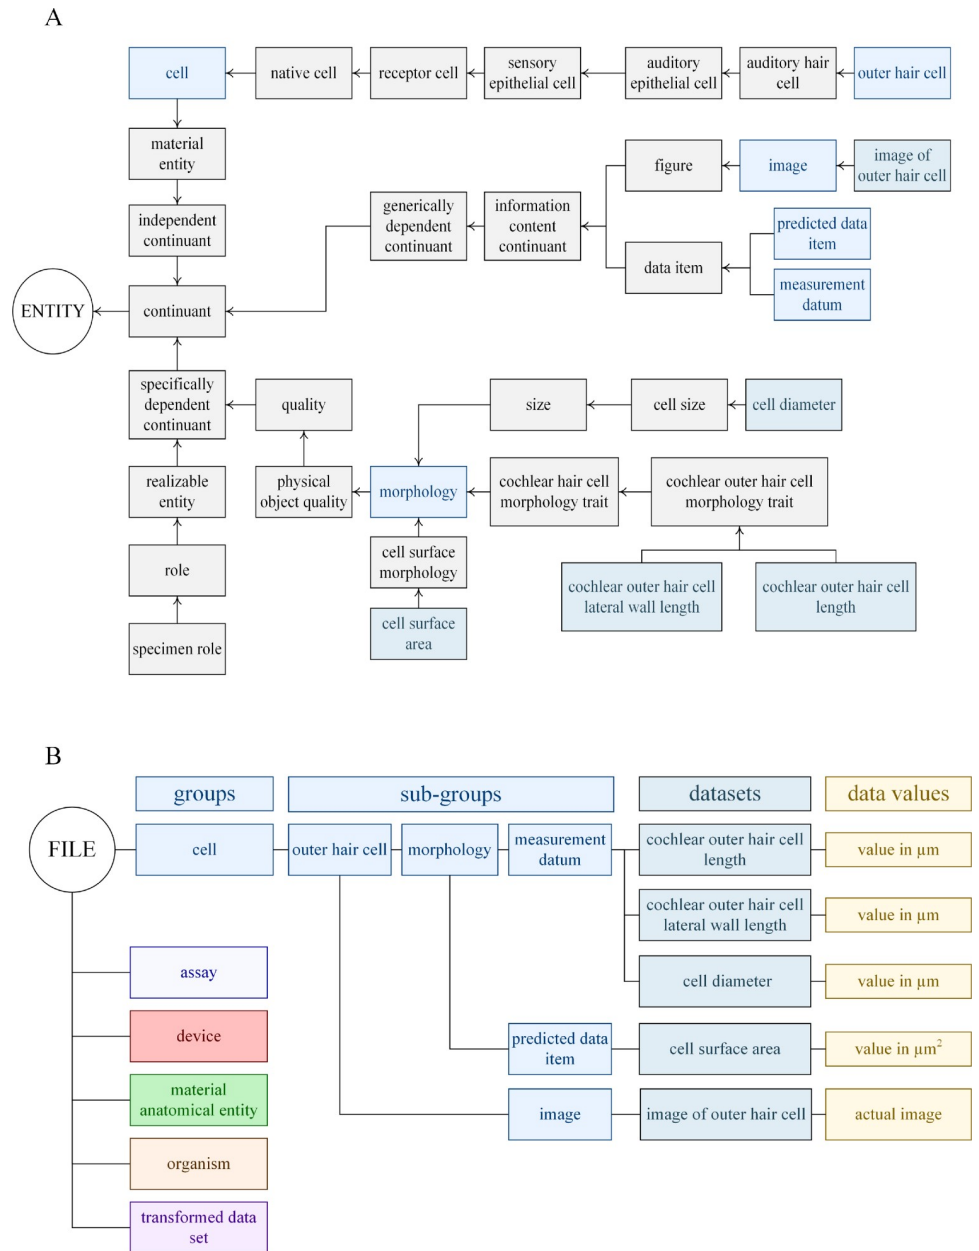 A
cell
native cell
receptor cell
sensory
epithelial cell
auditory
epithelial cell
auditory hair
cell
outer hair cell
material
entity
figure
image
image of
outer hair cell
independent
continuant
generically
dependent
continuant
information
content
continuant
predicted data
item
data item
measurement
datum
ENTITY
continuant
specifically
dependent
continuant
quality
size
cell size
cell diameter
realizable
entity
physical
object quality
morphology
cochlear hair cell
morphology trait
cochlear outer hair cell
morphology trait
role
cell surface
morphology
cochlear outer hair cell
lateral wall length
cochlear outer hair cell
length
specimen role
cell surface
area
B
groups
sub-groups
datasets
data values
FILE
cell
outer hair cell
morphology
measurement
datum
cochlear outer hair cell
length
value in µm
cochlear outer hair cell
lateral wall length
value in µm
assay
cell diameter
value in µm
device
predicted data
item
cell surface area
value in µm²
material
anatomical entity
image
image of outer hair cell
actual image
organism
transformed data
set